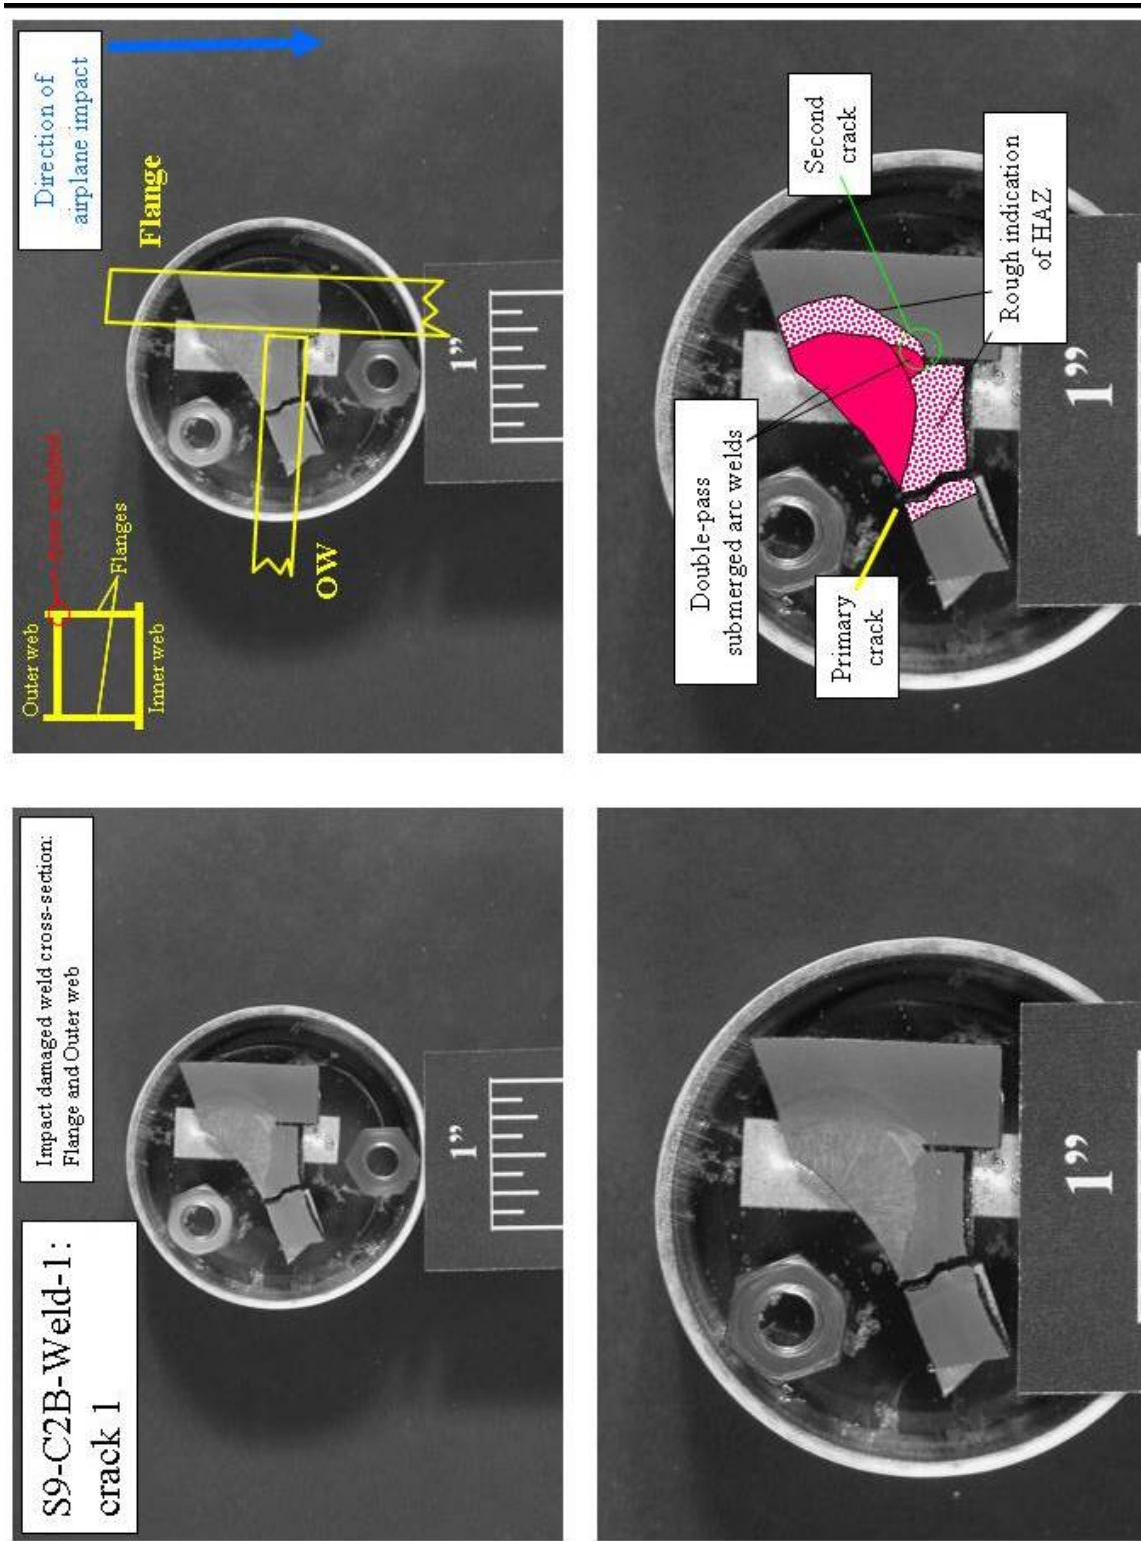 S9-C2B-Weld-1:
crack 1
Impact damaged weld cross-section:
Flange and Outer web
1”
Outer web
Flanges
Inner web
Direction of
airplane impact
Flange
OW
1”
1”
Double-pass
submerged arc welds
Primary
crack
Second
crack
Rough indication
of HAZ
1”